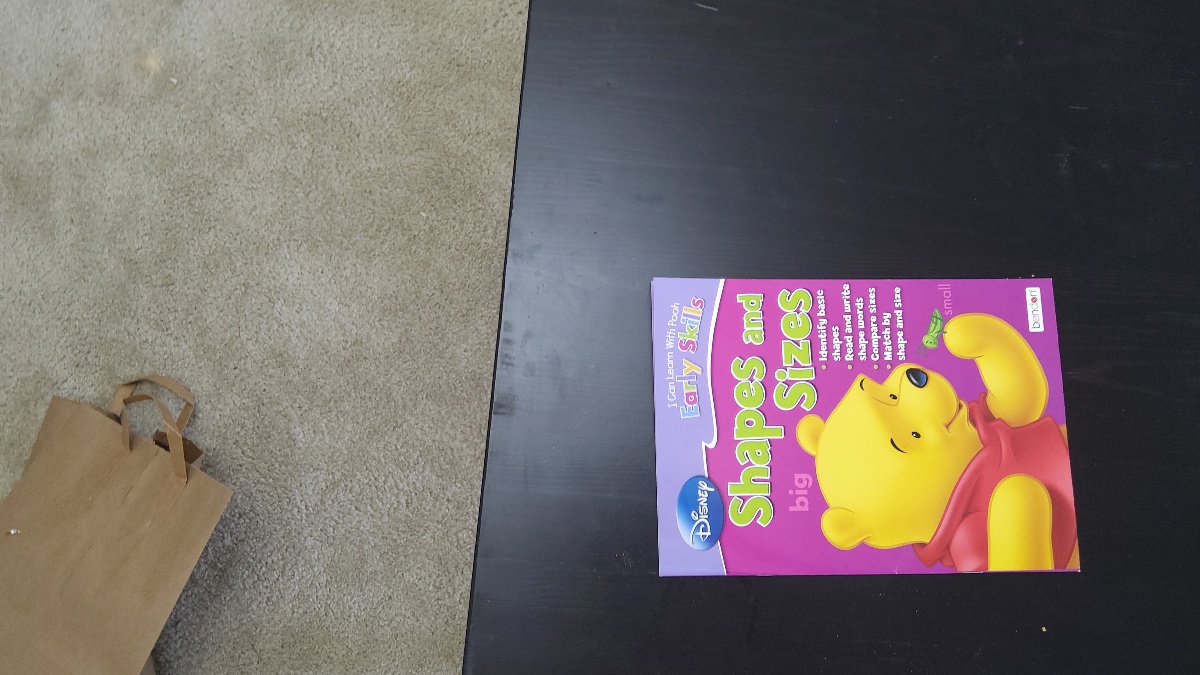 I Can Learn With Pooh
Early Skills
DISNEY
Shapes and
Sizes
• Identify basic
shapes
• Read and write
shape words
• Compare sizes
• Match by
shape and size
big
small
bendon